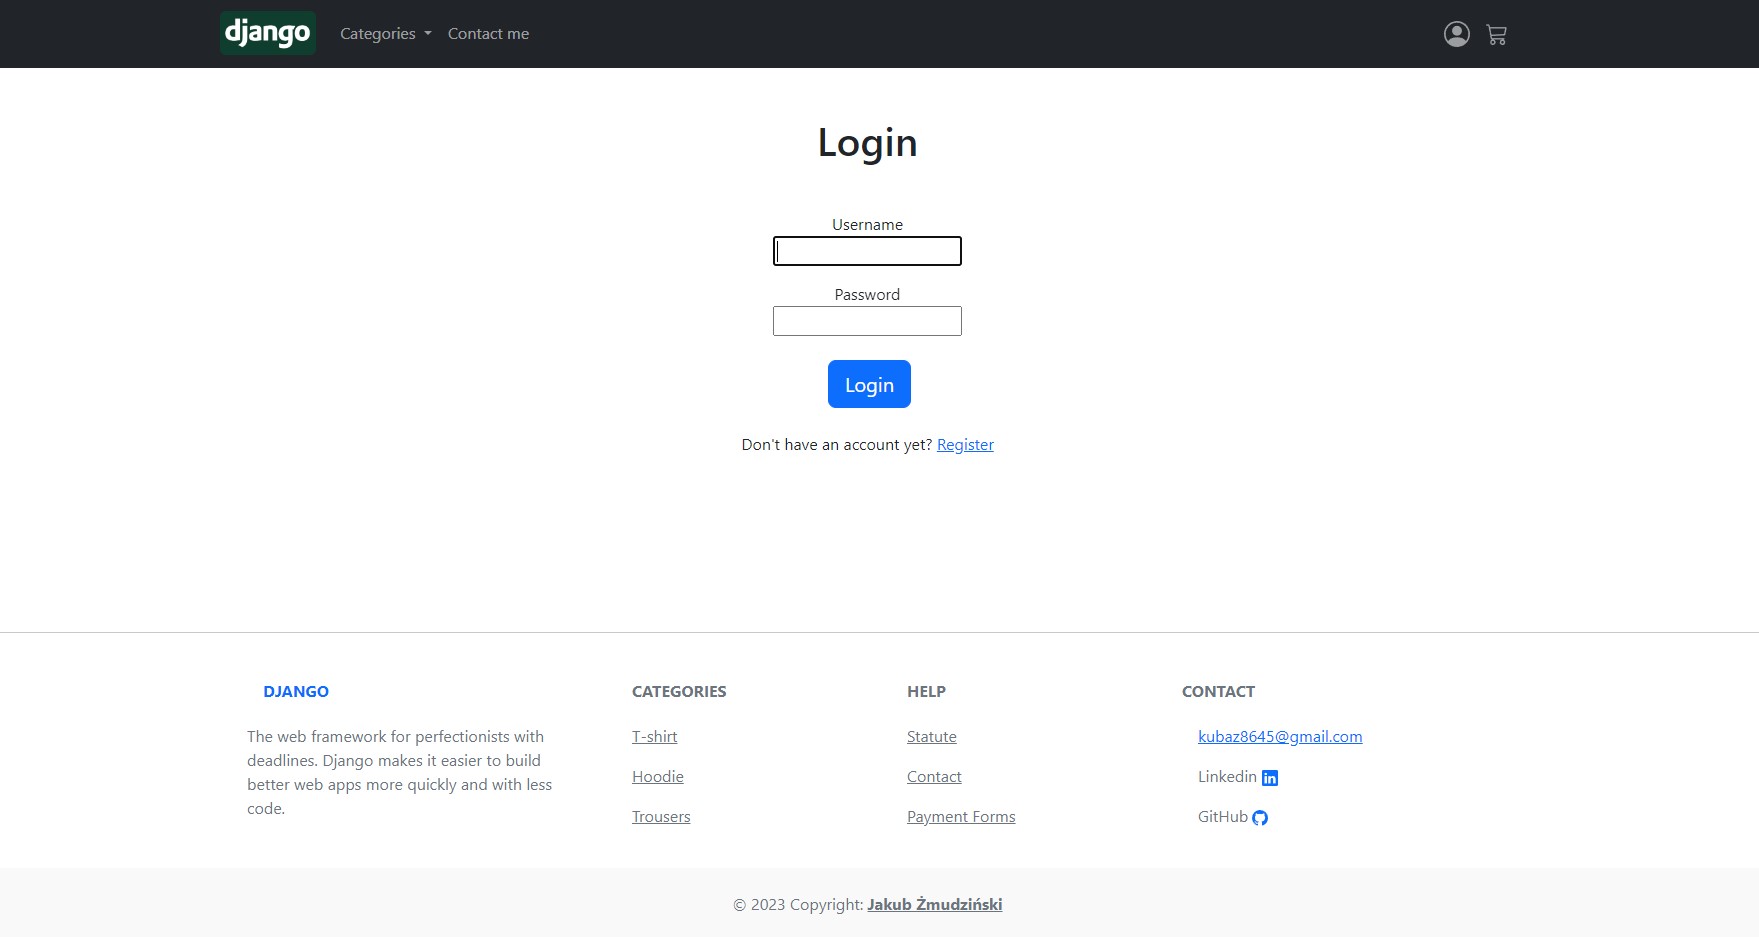 django Categories Contact me
Login
Username
Password
Login
Don't have an account yet? Register
DJANGO
The web framework for perfectionists with
deadlines. Django makes it easier to build
better web apps more quickly and with less
code.
CATEGORIES
T-shirt
Hoodie
Trousers
HELP
Statute
Contact
Payment Forms
CONTACT
kubaz8645@gmail.com
Linkedin in
GitHub
© 2023 Copyright: Jakub Żmudziński